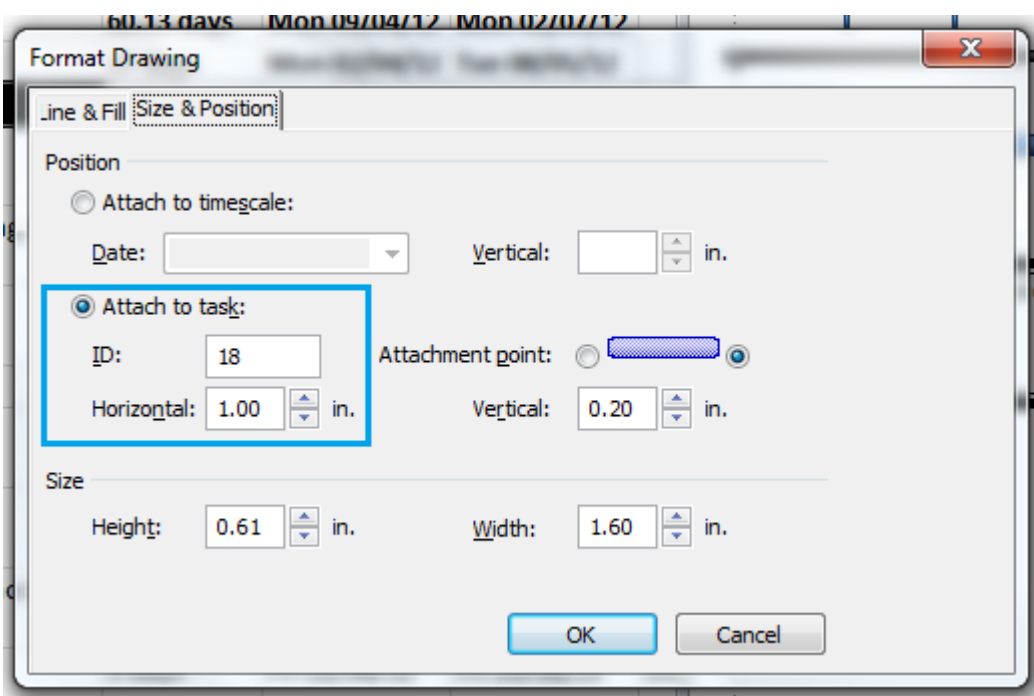 60.13 days Mon 09/04/12 Mon 02/07/12
Format Drawing
Line & Fill Size & Position
Position
Attach to timescale:
Date: Vertical: in.
Attach to task:
ID: 18 Attachment point:
Horizontal: 1.00 in. Vertical: 0.20 in.
Size
Height: 0.61 in. Width: 1.60 in.
OK Cancel